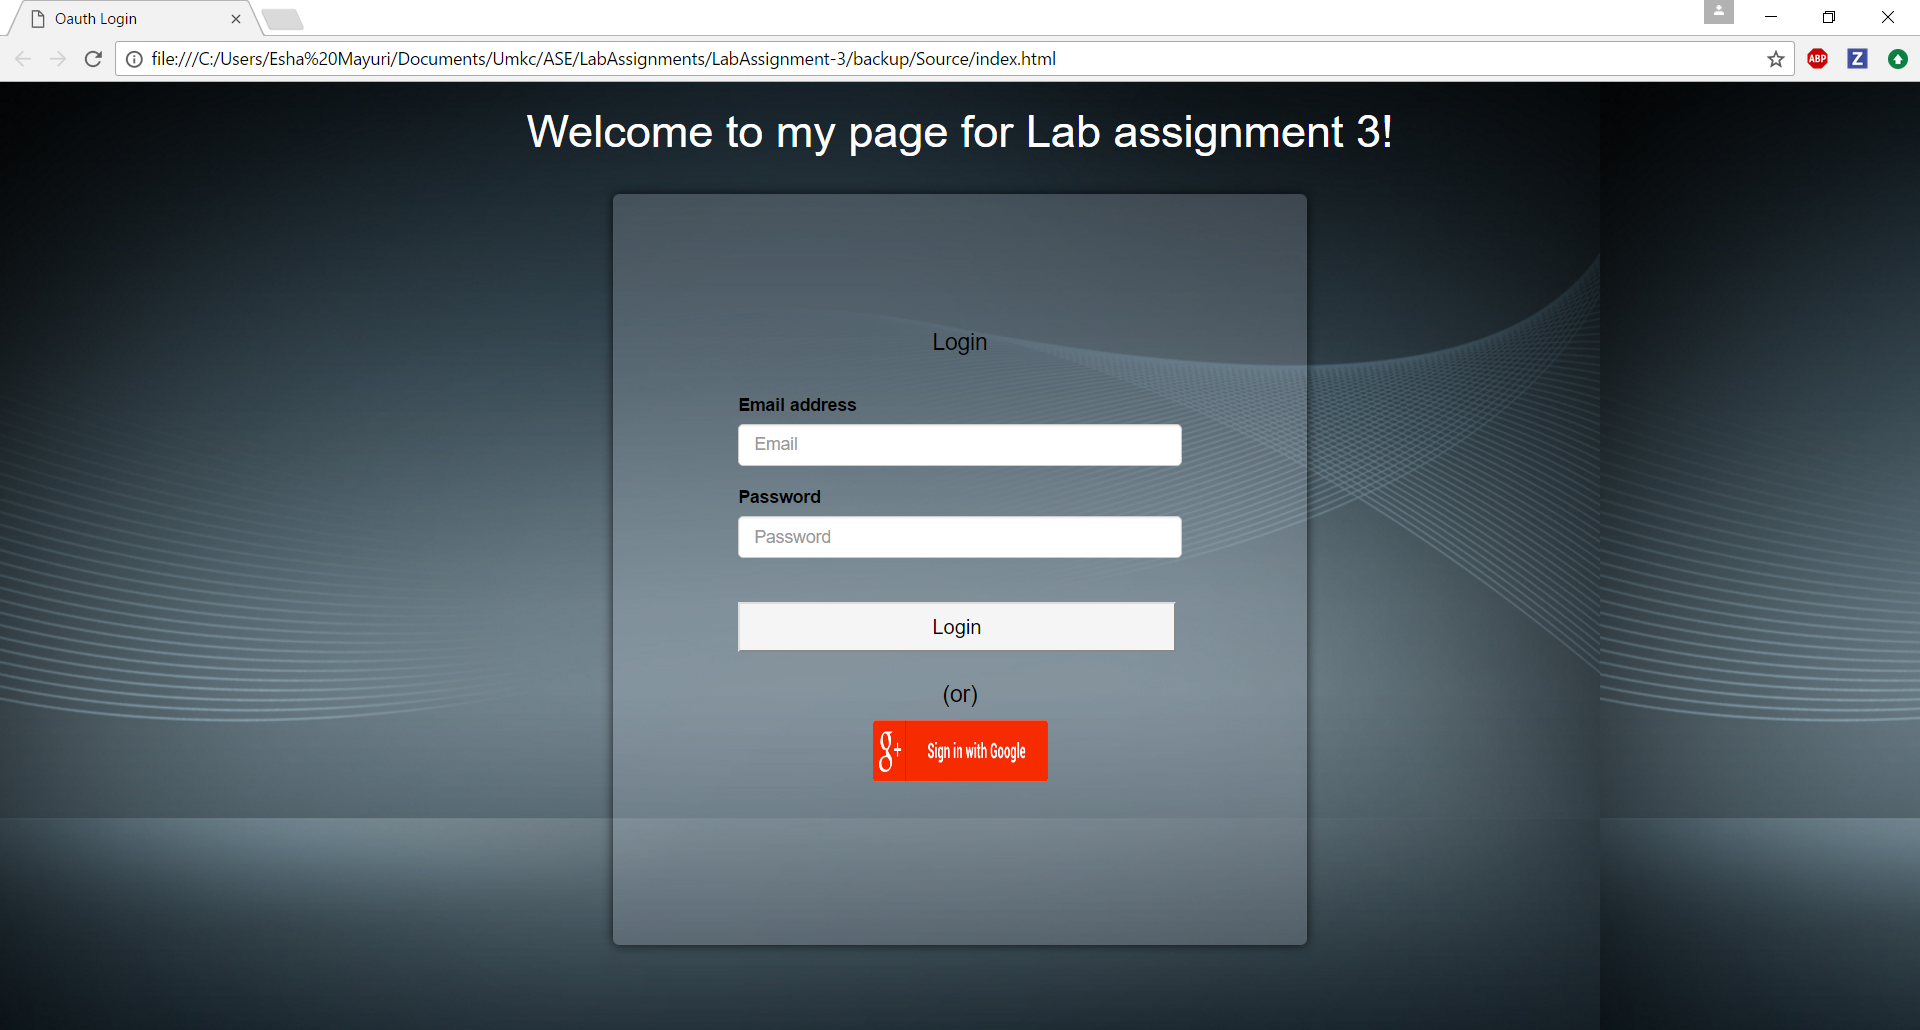 Oauth Login
file:///C:/Users/Esha%20Mayuri/Documents/Umkc/ASE/LabAssignments/LabAssignment-3/backup/Source/index.html
ABP
Z
Welcome to my page for Lab assignment 3!
Login
Email address
Email
Password
Password
Login
(or)
g+ Sign in with Google